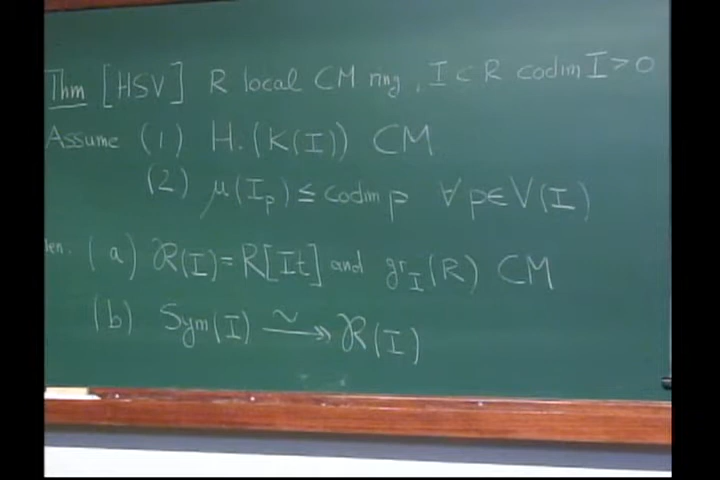 Thm [HSV] R local CM ring, I ⊂ R codim I > 0
Assume (1) H.(K(I)) CM
(2) μ(I_p) ≤ codim p ∀ p ∈ V(I)
(a) ℛ(I) = R[It] and gr_I(R) CM
(b) Sym(I) ⥲ ℛ(I)